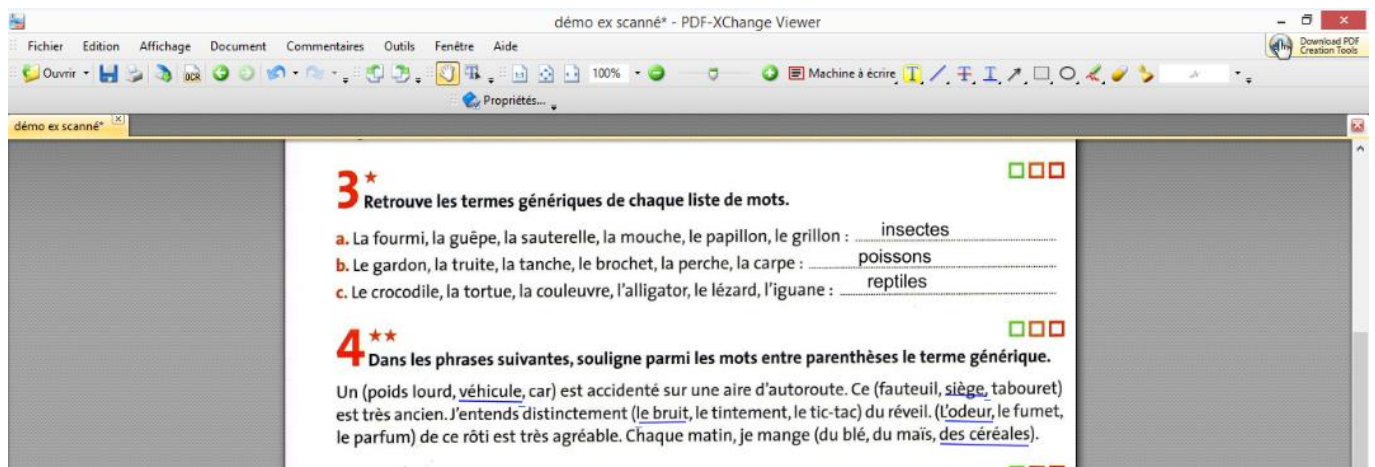 démo ex scanné* - PDF-XChange Viewer
Fichier Edition Affichage Document Commentaires Outils Fenêtre Aide
Download PDF
Creation Tools
Ouvrir OCR 100% Machine à écrire
Propriétés...
démo ex scanné*
3*
Retrouve les termes génériques de chaque liste de mots.
a. La fourmi, la guêpe, la sauterelle, la mouche, le papillon, le grillon : insectes
b. Le gardon, la truite, la tanche, le brochet, la perche, la carpe : poissons
c. Le crocodile, la tortue, la couleuvre, l'alligator, le lézard, l'iguane : reptiles
4**
Dans les phrases suivantes, souligne parmi les mots entre parenthèses le terme générique.
Un (poids lourd, véhicule, car) est accidenté sur une aire d'autoroute. Ce (fauteuil, siège, tabouret)
est très ancien. J'entends distinctement (le bruit, le tintement, le tic-tac) du réveil. (L'odeur, le fumet,
le parfum) de ce rôti est très agréable. Chaque matin, je mange (du blé, du maïs, des céréales).